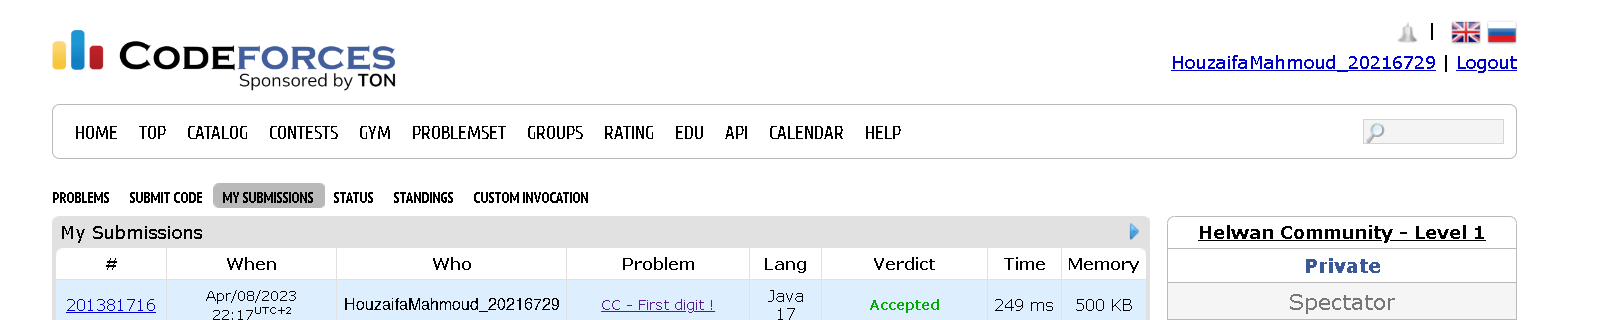 CODEFORCES
Sponsored by TON
|
HouzaifaMahmoud_20216729 | Logout
HOME TOP CATALOG CONTESTS GYM PROBLEMSET GROUPS RATING EDU API CALENDAR HELP
PROBLEMS SUBMIT CODE MY SUBMISSIONS STATUS STANDINGS CUSTOM INVOCATION
My Submissions
# When Who Problem Lang Verdict Time Memory
201381716 Apr/08/2023 22:17UTC+2 HouzaifaMahmoud_20216729 CC - First digit ! Java 17 Accepted 249 ms 500 KB
Helwan Community - Level 1
Private
Spectator